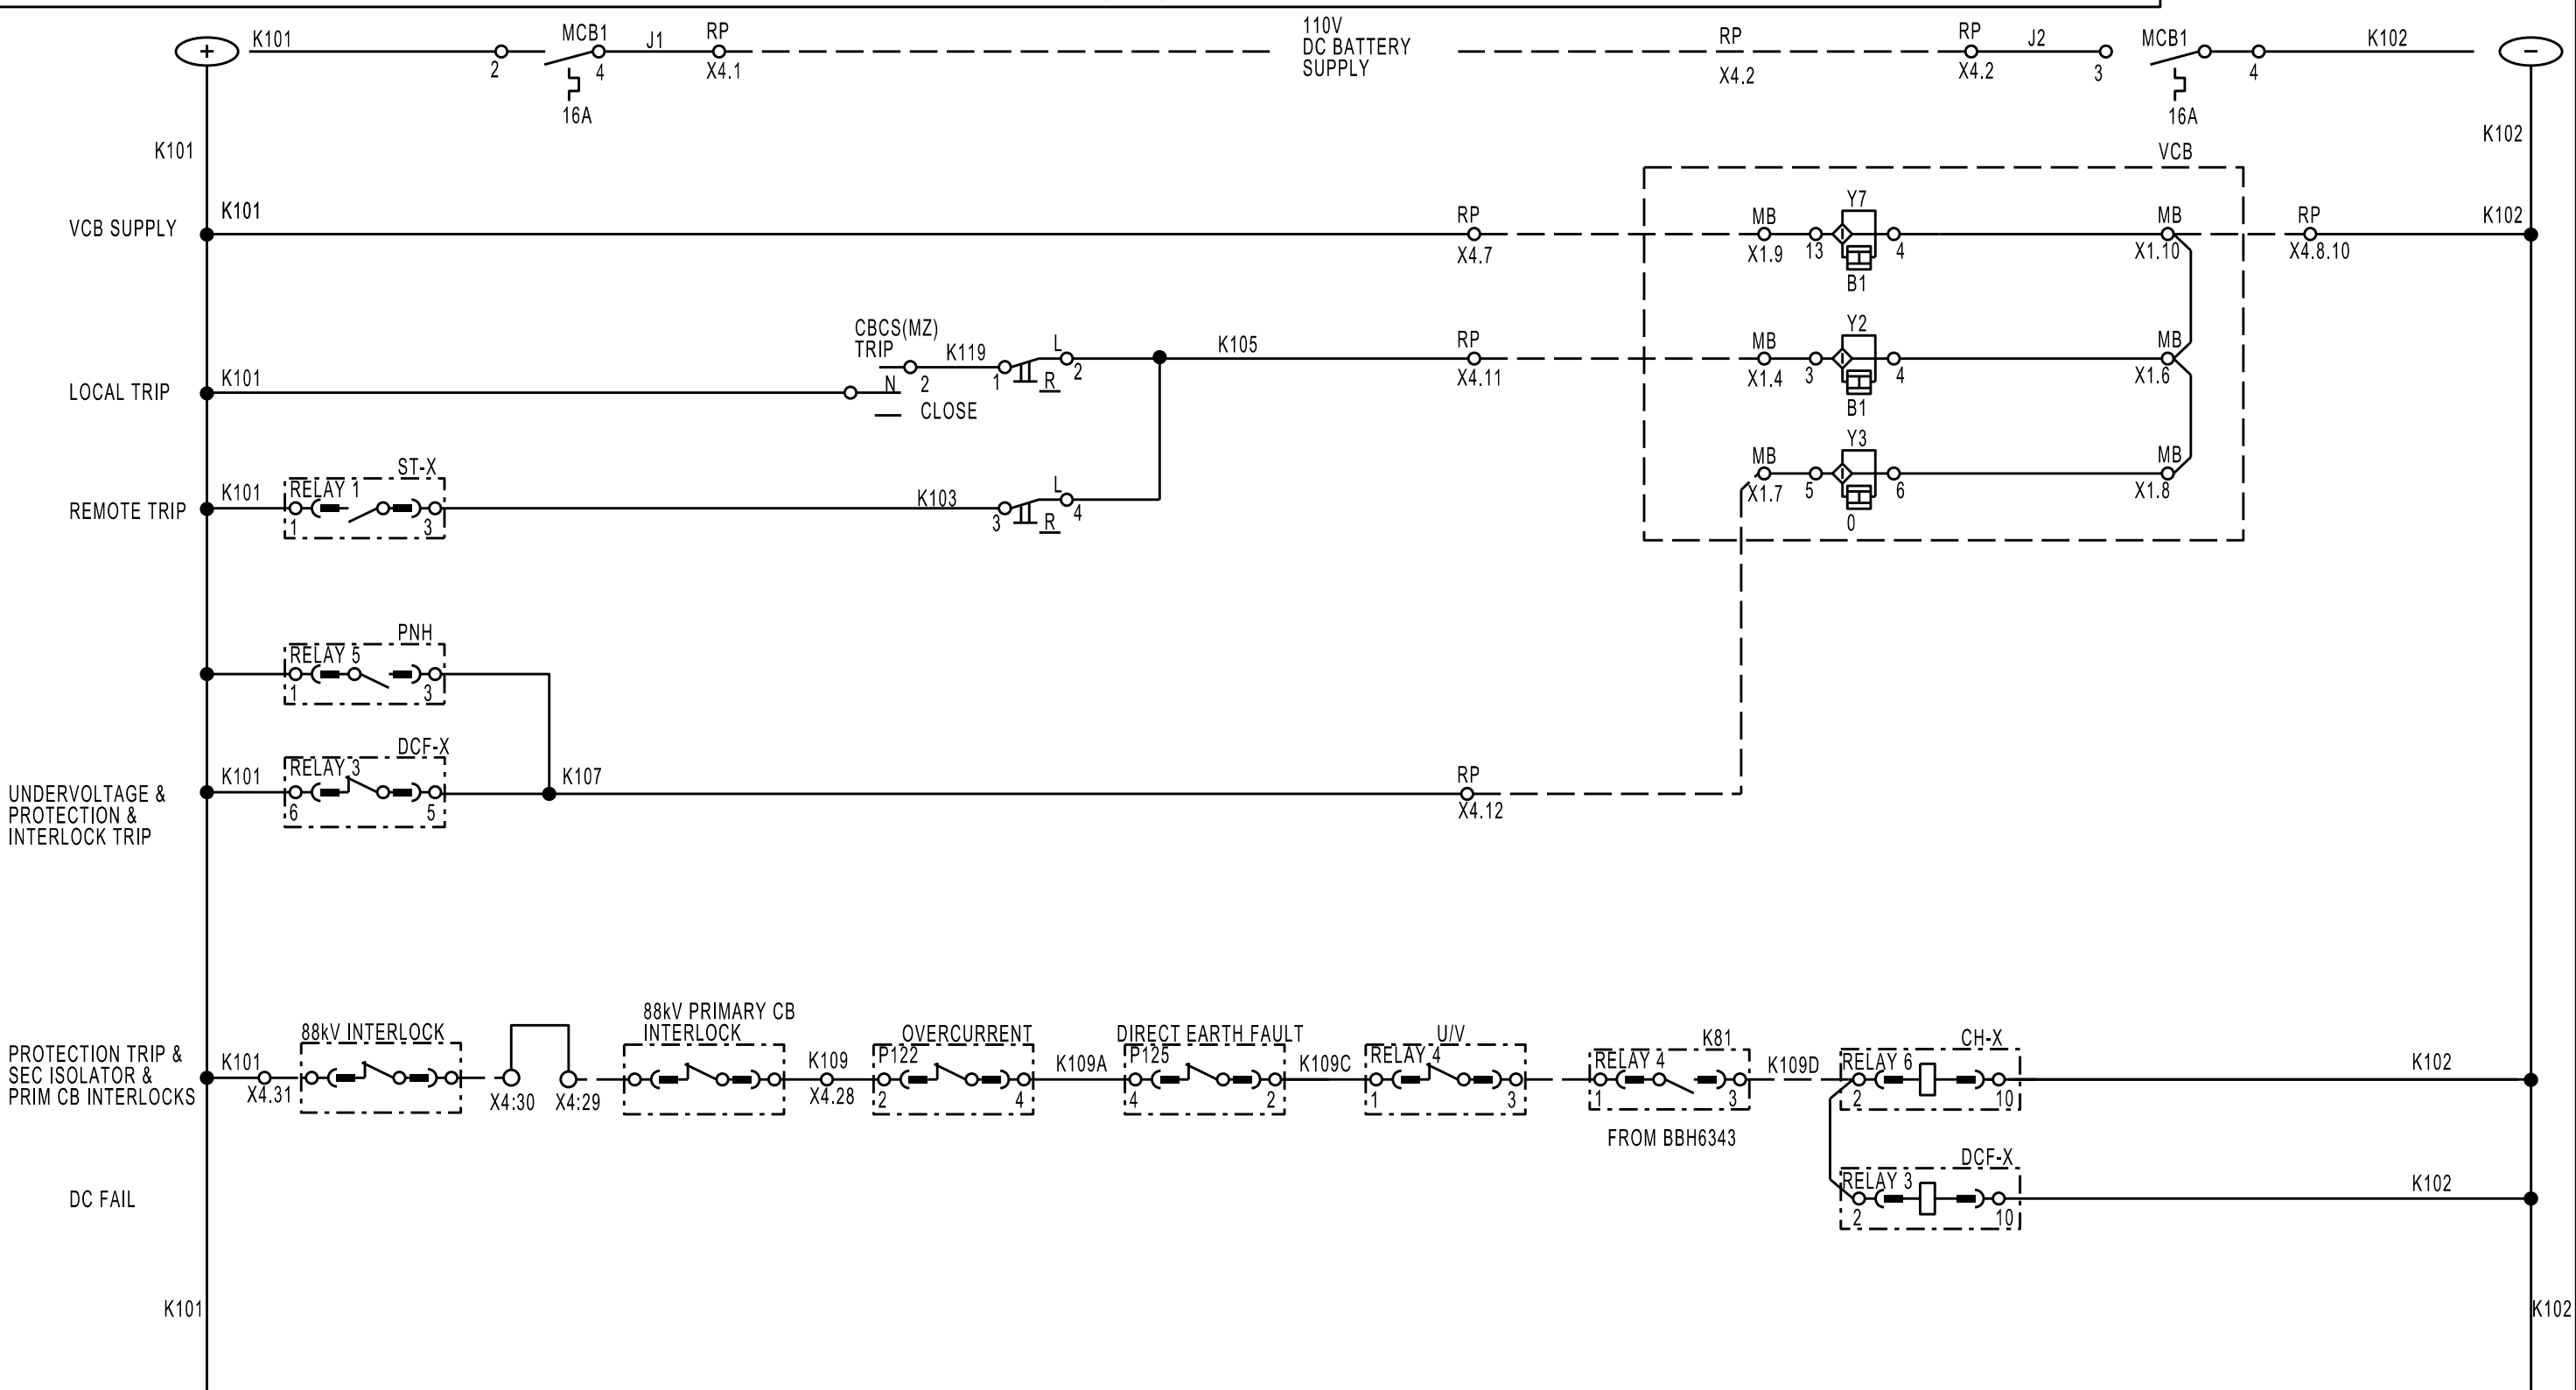 +
K101
2
MCB1
4
16A
J1
RP
X4.1
110V
DC BATTERY
SUPPLY
RP
X4.2
RP
X4.2
J2
3
MCB1
16A
4
K102
−
K101
K102
VCB
VCB SUPPLY
K101
RP
X4.7
MB
X1.9
13
Y7
B1
4
MB
X1.10
RP
X4.8.10
K102
LOCAL TRIP
K101
CBCS(MZ)
TRIP
N
2
CLOSE
K119
1
L
R
2
K105
RP
X4.11
MB
X1.4
3
Y2
B1
4
MB
X1.6
REMOTE TRIP
K101
ST-X
RELAY 1
1
3
K103
3
L
R
4
MB
X1.7
5
Y3
0
6
MB
X1.8
PNH
RELAY 5
1
3
UNDERVOLTAGE &
PROTECTION &
INTERLOCK TRIP
K101
DCF-X
RELAY 3
6
5
K107
RP
X4.12
PROTECTION TRIP &
SEC ISOLATOR &
PRIM CB INTERLOCKS
K101
X4.31
88kV INTERLOCK
X4:30
X4:29
88kV PRIMARY CB
INTERLOCK
K109
X4.28
OVERCURRENT
P122
2
4
K109A
DIRECT EARTH FAULT
P125
4
2
K109C
U/V
RELAY 4
1
3
K81
RELAY 4
1
3
FROM BBH6343
K109D
CH-X
RELAY 6
2
10
K102
DC FAIL
DCF-X
RELAY 3
2
10
K102
K101
K102